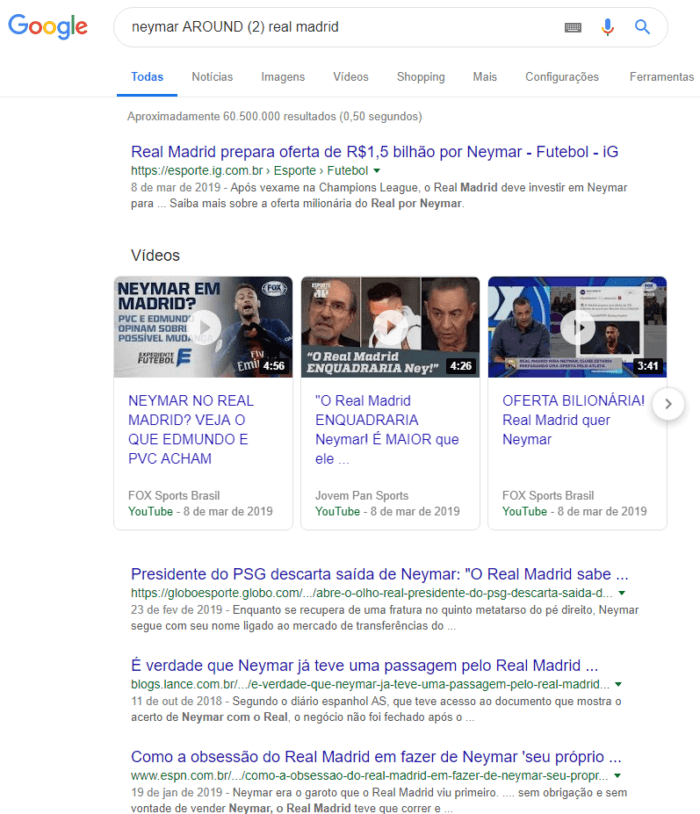 Google
neymar AROUND (2) real madrid
Todas Notícias Imagens Vídeos Shopping Mais Configurações Ferramentas
Aproximadamente 60.500.000 resultados (0,50 segundos)
Real Madrid prepara oferta de R$1,5 bilhão por Neymar - Futebol - iG
https://esporte.ig.com.br › Esporte › Futebol
8 de mar de 2019 - Após vexame na Champions League, o Real Madrid deve investir em Neymar
para ... Saiba mais sobre a oferta milionária do Real por Neymar.
Vídeos
NEYMAR EM
MADRID?
PVC E EDMUNDO
OPINAM SOBRE
POSSÍVEL MUDANÇA
EXPEDIENTE
FUTEBOL
FOX
4:56
NEYMAR NO REAL
MADRID? VEJA O
QUE EDMUNDO E
PVC ACHAM
FOX Sports Brasil
YouTube - 8 de mar de 2019
ESPORTE
"O Real Madrid
ENQUADRARIA Ney!"
4:26
"O Real Madrid
ENQUADRARIA
Neymar! É MAIOR que
ele ...
Jovem Pan Sports
YouTube - 8 de mar de 2019
FOX
3:41
OFERTA BILIONÁRIA!
Real Madrid quer
Neymar
FOX Sports Brasil
YouTube - 8 de mar de 2019
Presidente do PSG descarta saída de Neymar: "O Real Madrid sabe ...
https://globoesporte.globo.com/.../abre-o-olho-real-presidente-do-psg-descarta-saida-d...
23 de fev de 2019 - Enquanto se recupera de uma fratura no quinto metatarso do pé direito, Neymar
segue com seu nome ligado ao mercado de transferências do ...
É verdade que Neymar já teve uma passagem pelo Real Madrid ...
blogs.lance.com.br/.../e-verdade-que-neymar-ja-teve-uma-passagem-pelo-real-madrid...
11 de out de 2018 - Segundo o diário espanhol AS, que teve acesso ao documento que mostra o
acerto de Neymar com o Real, o negócio não foi fechado após o ...
Como a obsessão do Real Madrid em fazer de Neymar 'seu próprio ...
www.espn.com.br/.../como-a-obsessao-do-real-madrid-em-fazer-de-neymar-seu-propr...
19 de jan de 2019 - Neymar era o garoto que o Real Madrid viu primeiro. .... sem obrigação e sem
vontade de vender Neymar, o Real Madrid teve que correr e ...